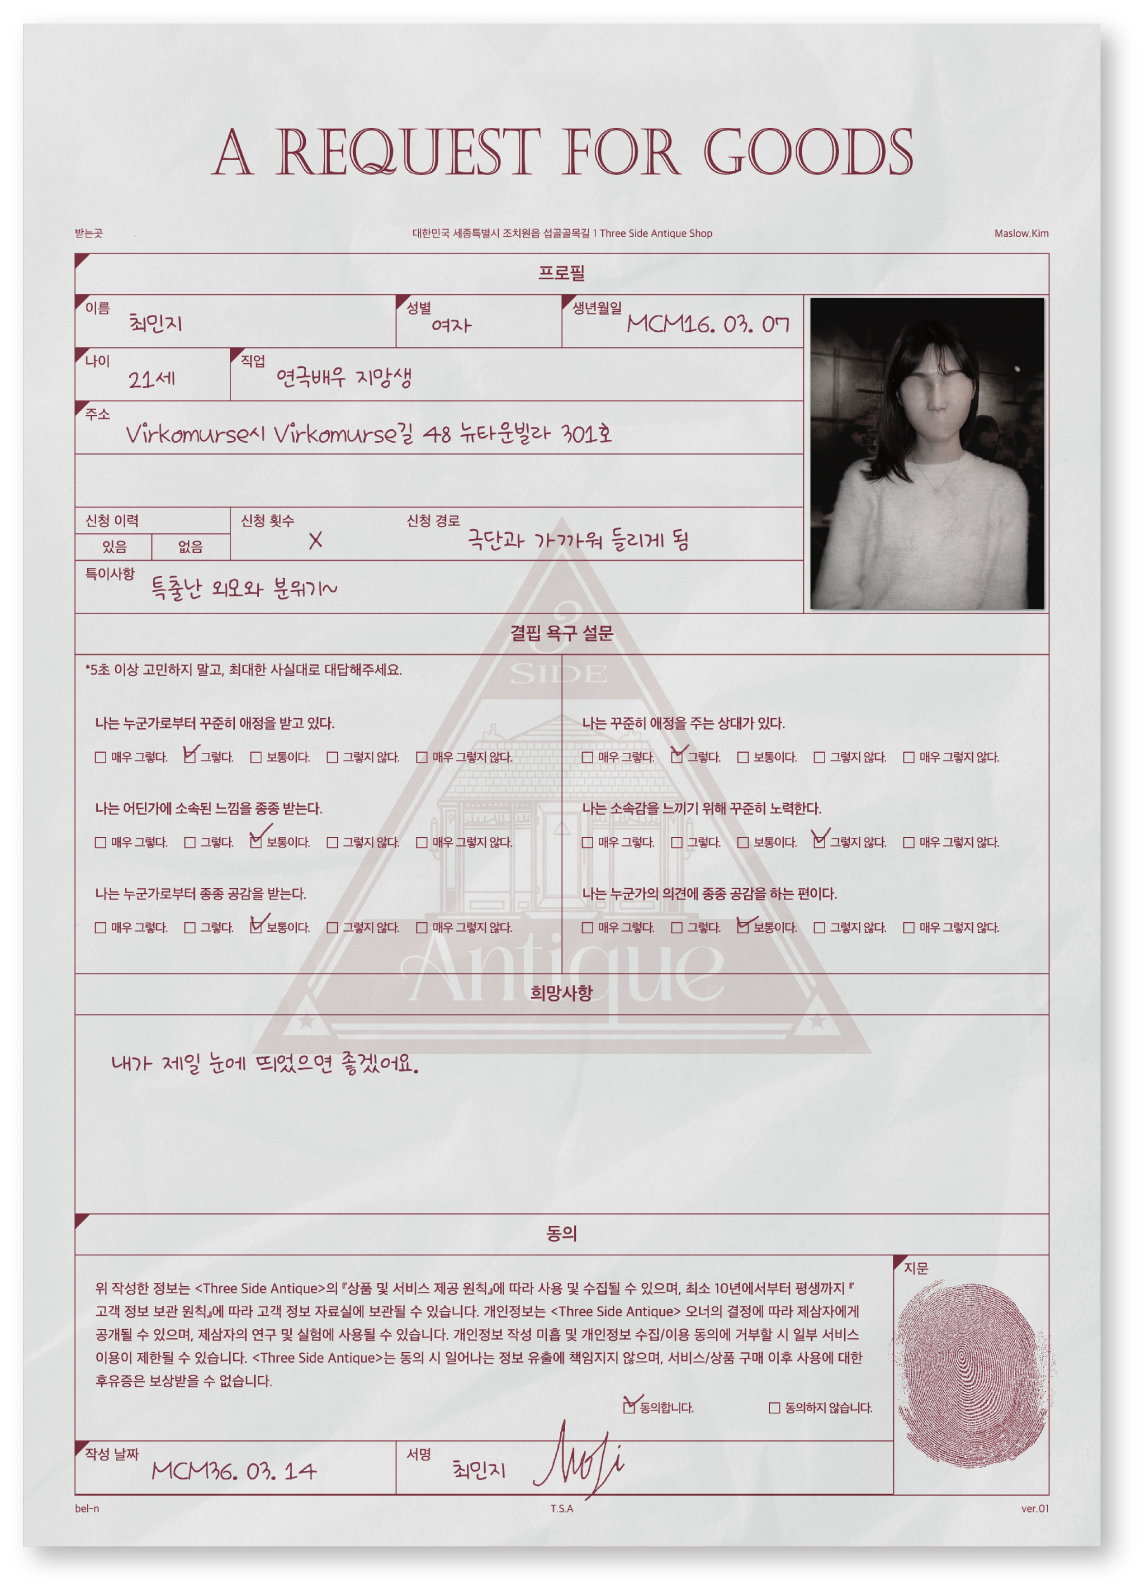 A REQUEST FOR GOODS
받는곳 대한민국 세종특별시 조치원읍 섭골골목길 1 Three Side Antique Shop Maslow.Kim
프로필
이름 최민지 성별 여자 생년월일 MCM16. 03. 07
나이 21세 직업 연극배우 지망생
주소 Virkomurse시 Virkomurse길 48 뉴타운빌라 301호
신청 이력 신청 횟수 X 신청 경로 극단과 가까워 들리게 됨
있음 없음
특이사항 특출난 외모와 분위기~
결핍 욕구 설문
*5초 이상 고민하지 말고, 최대한 사실대로 대답해주세요.
나는 누군가로부터 꾸준히 애정을 받고 있다.
매우 그렇다. 그렇다. 보통이다. 그렇지 않다. 매우 그렇지 않다.
나는 어딘가에 소속된 느낌을 종종 받는다.
매우 그렇다. 그렇다. 보통이다. 그렇지 않다. 매우 그렇지 않다.
나는 누군가로부터 종종 공감을 받는다.
매우 그렇다. 그렇다. 보통이다. 그렇지 않다. 매우 그렇지 않다.
나는 꾸준히 애정을 주는 상대가 있다.
매우 그렇다. 그렇다. 보통이다. 그렇지 않다. 매우 그렇지 않다.
나는 소속감을 느끼기 위해 꾸준히 노력한다.
매우 그렇다. 그렇다. 보통이다. 그렇지 않다. 매우 그렇지 않다.
나는 누군가의 의견에 종종 공감을 하는 편이다.
매우 그렇다. 그렇다. 보통이다. 그렇지 않다. 매우 그렇지 않다.
3
SIDE
Antique
희망사항
내가 제일 눈에 띄었으면 좋겠어요.
동의
위 작성한 정보는 <Three Side Antique>의 『상품 및 서비스 제공 원칙』에 따라 사용 및 수집될 수 있으며, 최소 10년에서부터 평생까지 『
고객 정보 보관 원칙』에 따라 고객 정보 자료실에 보관될 수 있습니다. 개인정보는 <Three Side Antique> 오너의 결정에 따라 제삼자에게
공개될 수 있으며, 제삼자의 연구 및 실험에 사용될 수 있습니다. 개인정보 작성 미흡 및 개인정보 수집/이용 동의에 거부할 시 일부 서비스
이용이 제한될 수 있습니다. <Three Side Antique>는 동의 시 일어나는 정보 유출에 책임지지 않으며, 서비스/상품 구매 이후 사용에 대한
후유증은 보상받을 수 없습니다.
동의합니다. 동의하지 않습니다.
지문
작성 날짜 MCM36. 03. 14 서명 최민지
bel-n T.S.A ver.01